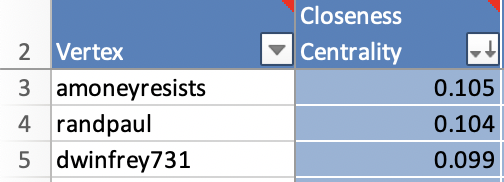 Closeness
2 Vertex Centrality
3 amoneyresists 0.105
4 randpaul 0.104
5 dwinfrey731 0.099